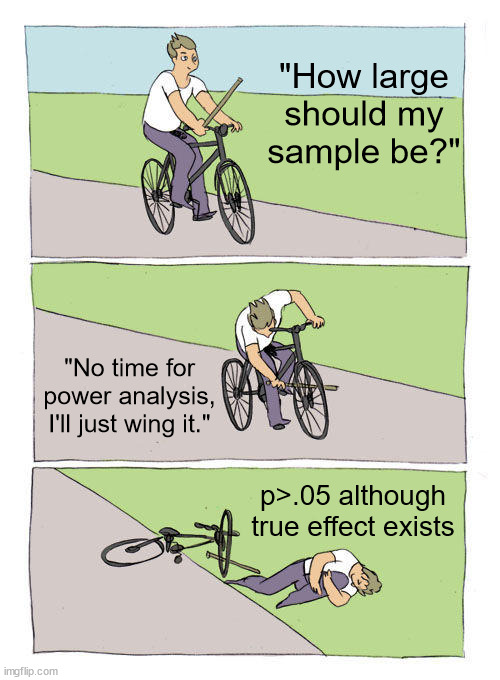 "How large
should my
sample be?"
"No time for
power analysis,
I'll just wing it."
p>.05 although
true effect exists
imgflip.com